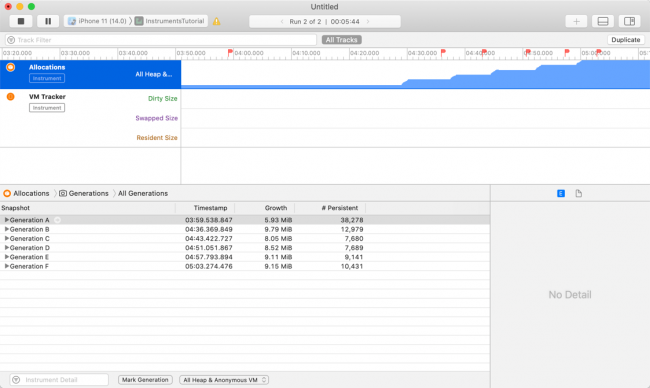 Untitled
iPhone 11 (14.0) 〉 InstrumentsTutorial
Run 2 of 2 | 00:05:44
Track Filter
All Tracks
Duplicate
03:20.000 03:30.000 03:40.000 03:50.000 04:00.000 04:10.000 04:20.000 04:30.000 04:40.000 04:50.000 05:00.000
Allocations
Instrument
All Heap &...
VM Tracker
Instrument
Dirty Size
Swapped Size
Resident Size
Allocations 〉 Generations 〉 All Generations
E
Snapshot Timestamp Growth # Persistent
Generation A 03:59.538.847 5.93 MiB 38,278
Generation B 04:36.369.849 9.79 MiB 12,979
Generation C 04:43.422.727 8.05 MiB 7,680
Generation D 04:51.051.867 8.52 MiB 7,689
Generation E 04:57.793.894 9.11 MiB 9,141
Generation F 05:03.274.476 9.15 MiB 10,431
No Detail
Instrument Detail
Mark Generation
All Heap & Anonymous VM